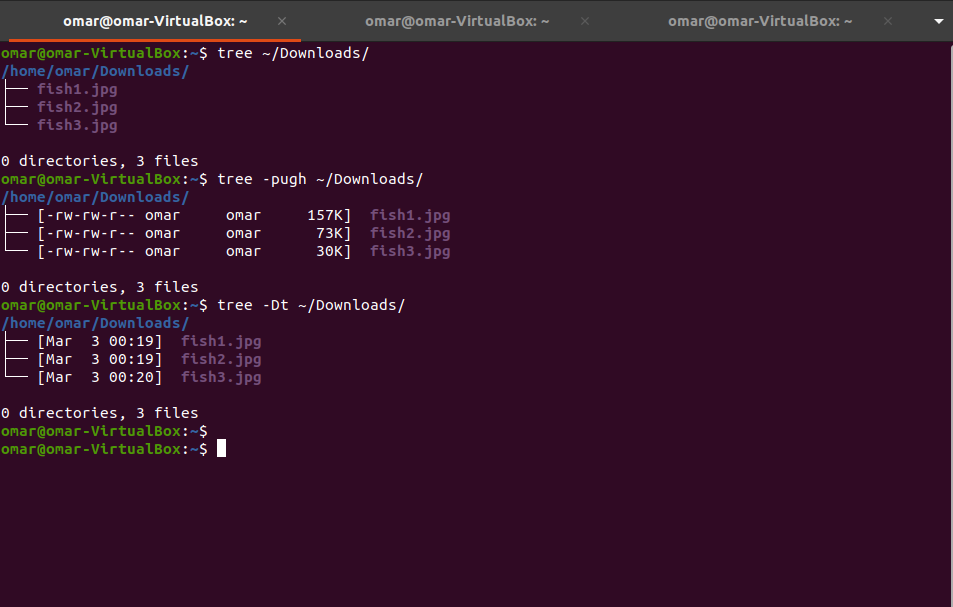 omar@omar-VirtualBox: ~ × omar@omar-VirtualBox: ~ × omar@omar-VirtualBox: ~ ×
omar@omar-VirtualBox:~$ tree ~/Downloads/
/home/omar/Downloads/
├── fish1.jpg
├── fish2.jpg
└── fish3.jpg
0 directories, 3 files
omar@omar-VirtualBox:~$ tree -pugh ~/Downloads/
/home/omar/Downloads/
├── [-rw-rw-r-- omar     omar     157K]  fish1.jpg
├── [-rw-rw-r-- omar     omar      73K]  fish2.jpg
└── [-rw-rw-r-- omar     omar      30K]  fish3.jpg
0 directories, 3 files
omar@omar-VirtualBox:~$ tree -Dt ~/Downloads/
/home/omar/Downloads/
├── [Mar  3 00:19]  fish1.jpg
├── [Mar  3 00:19]  fish2.jpg
└── [Mar  3 00:20]  fish3.jpg
0 directories, 3 files
omar@omar-VirtualBox:~$
omar@omar-VirtualBox:~$